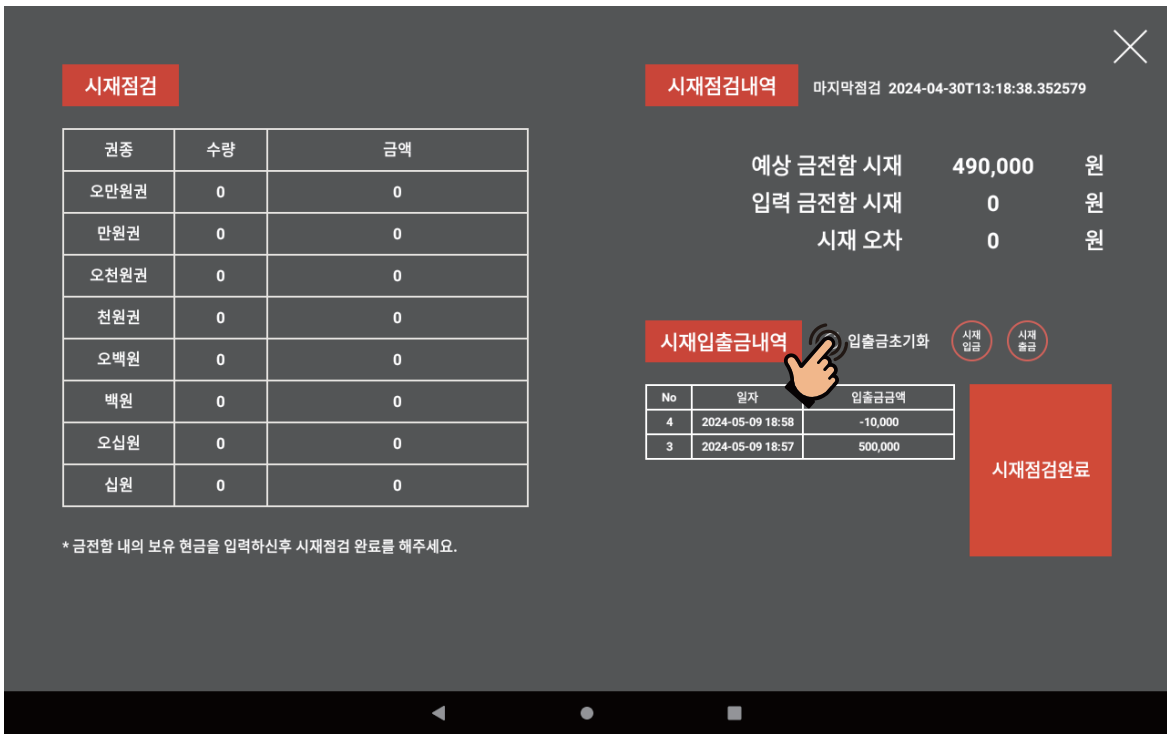 시재점검
권종 수량 금액
오만원권 0 0
만원권 0 0
오천원권 0 0
천원권 0 0
오백원 0 0
백원 0 0
오십원 0 0
십원 0 0
* 금전함 내의 보유 현금을 입력하신후 시재점검 완료를 해주세요.
시재점검내역 마지막점검 2024-04-30T13:18:38.352579
예상 금전함 시재 490,000 원
입력 금전함 시재 0 원
시재 오차 0 원
시재입출금내역 입출금초기화
시재
입금
시재
출금
No 일자 입출금금액
4 2024-05-09 18:58 -10,000
3 2024-05-09 18:57 500,000
시재점검완료